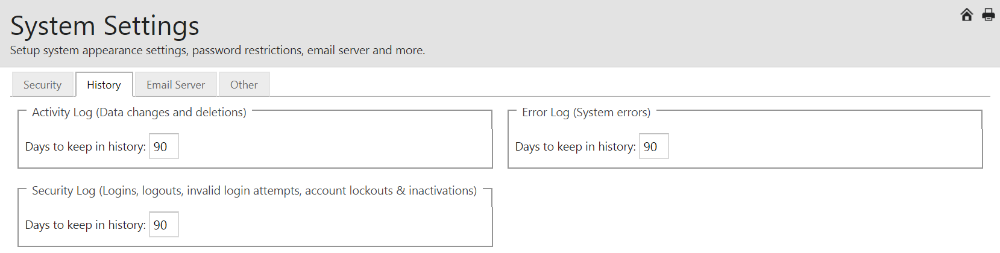 System Settings
Setup system appearance settings, password restrictions, email server and more.
Security History Email Server Other
Activity Log (Data changes and deletions)
Days to keep in history: 90
Error Log (System errors)
Days to keep in history: 90
Security Log (Logins, logouts, invalid login attempts, account lockouts & inactivations)
Days to keep in history: 90